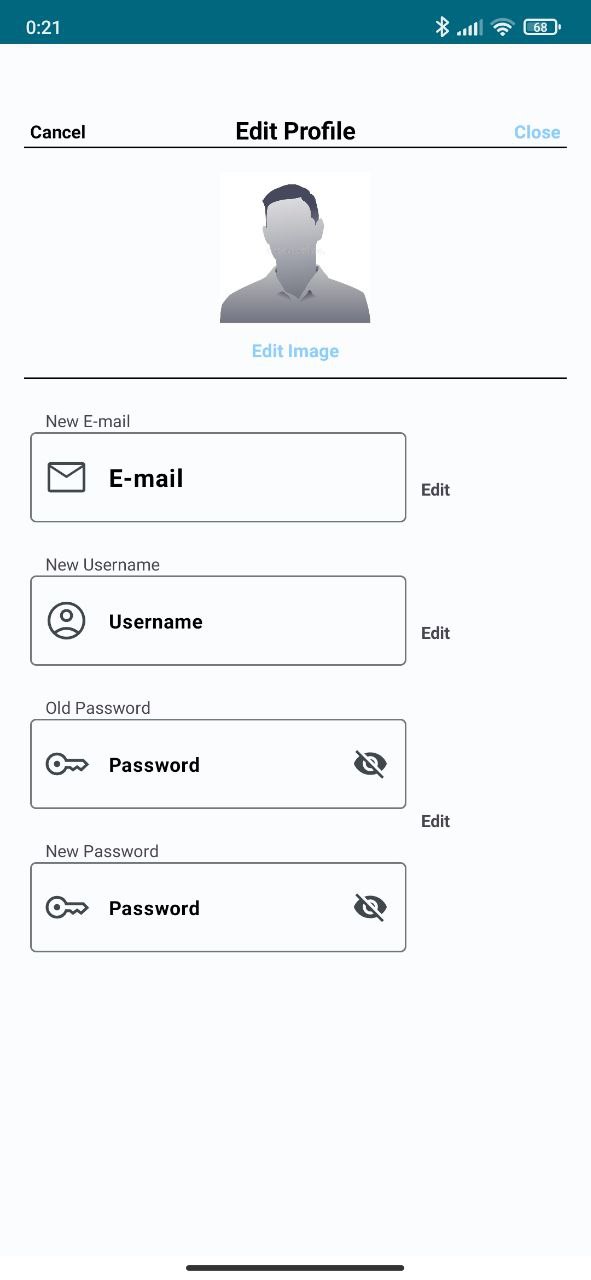 0:21
68
Cancel Edit Profile Close
Edit Image
New E-mail
E-mail
Edit
New Username
Username
Edit
Old Password
Password
Edit
New Password
Password